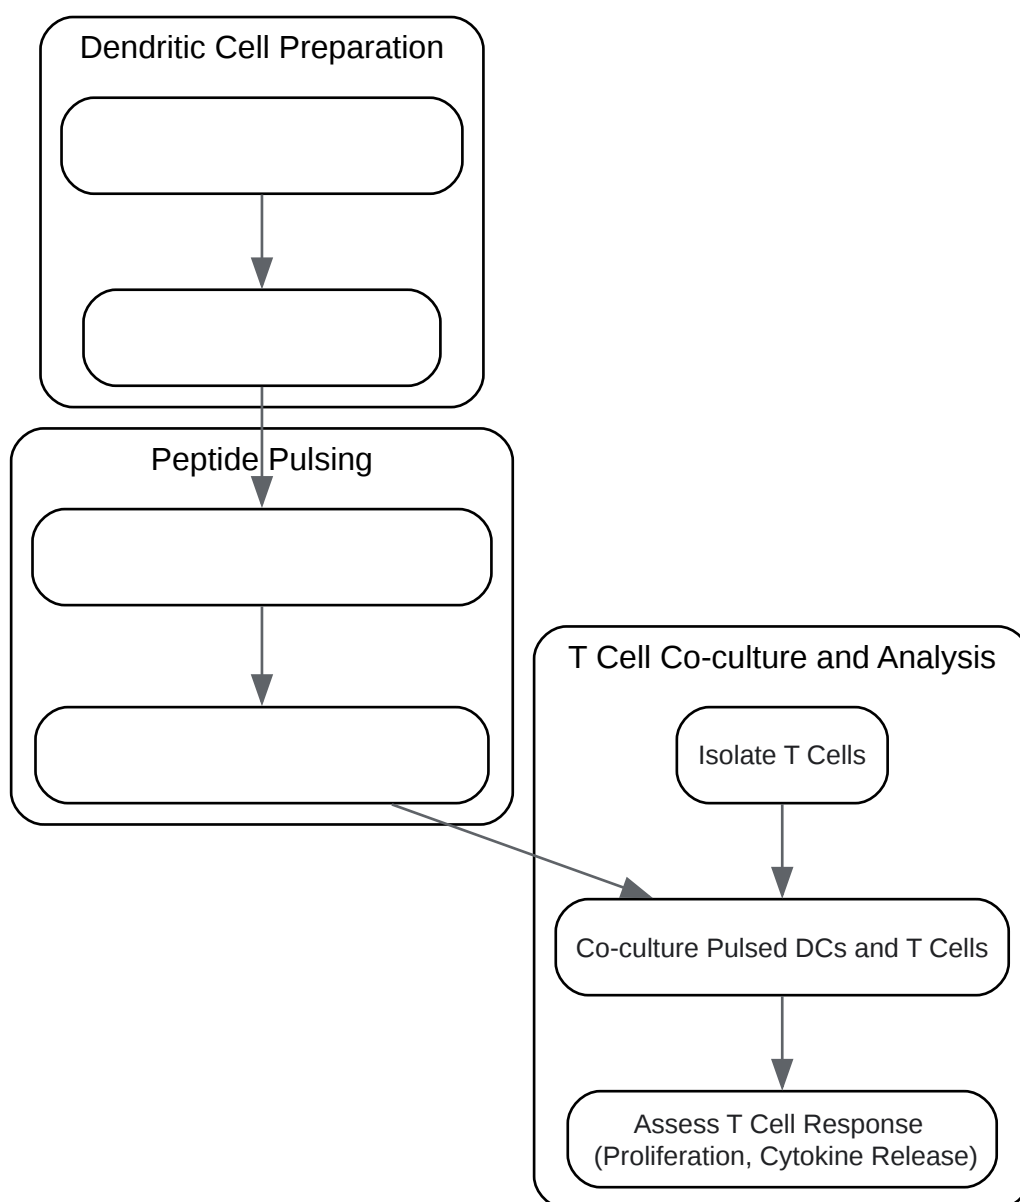 Dendritic Cell Preparation
Peptide Pulsing
T Cell Co-culture and Analysis
Isolate T Cells
Co-culture Pulsed DCs and T Cells
Assess T Cell Response
(Proliferation, Cytokine Release)